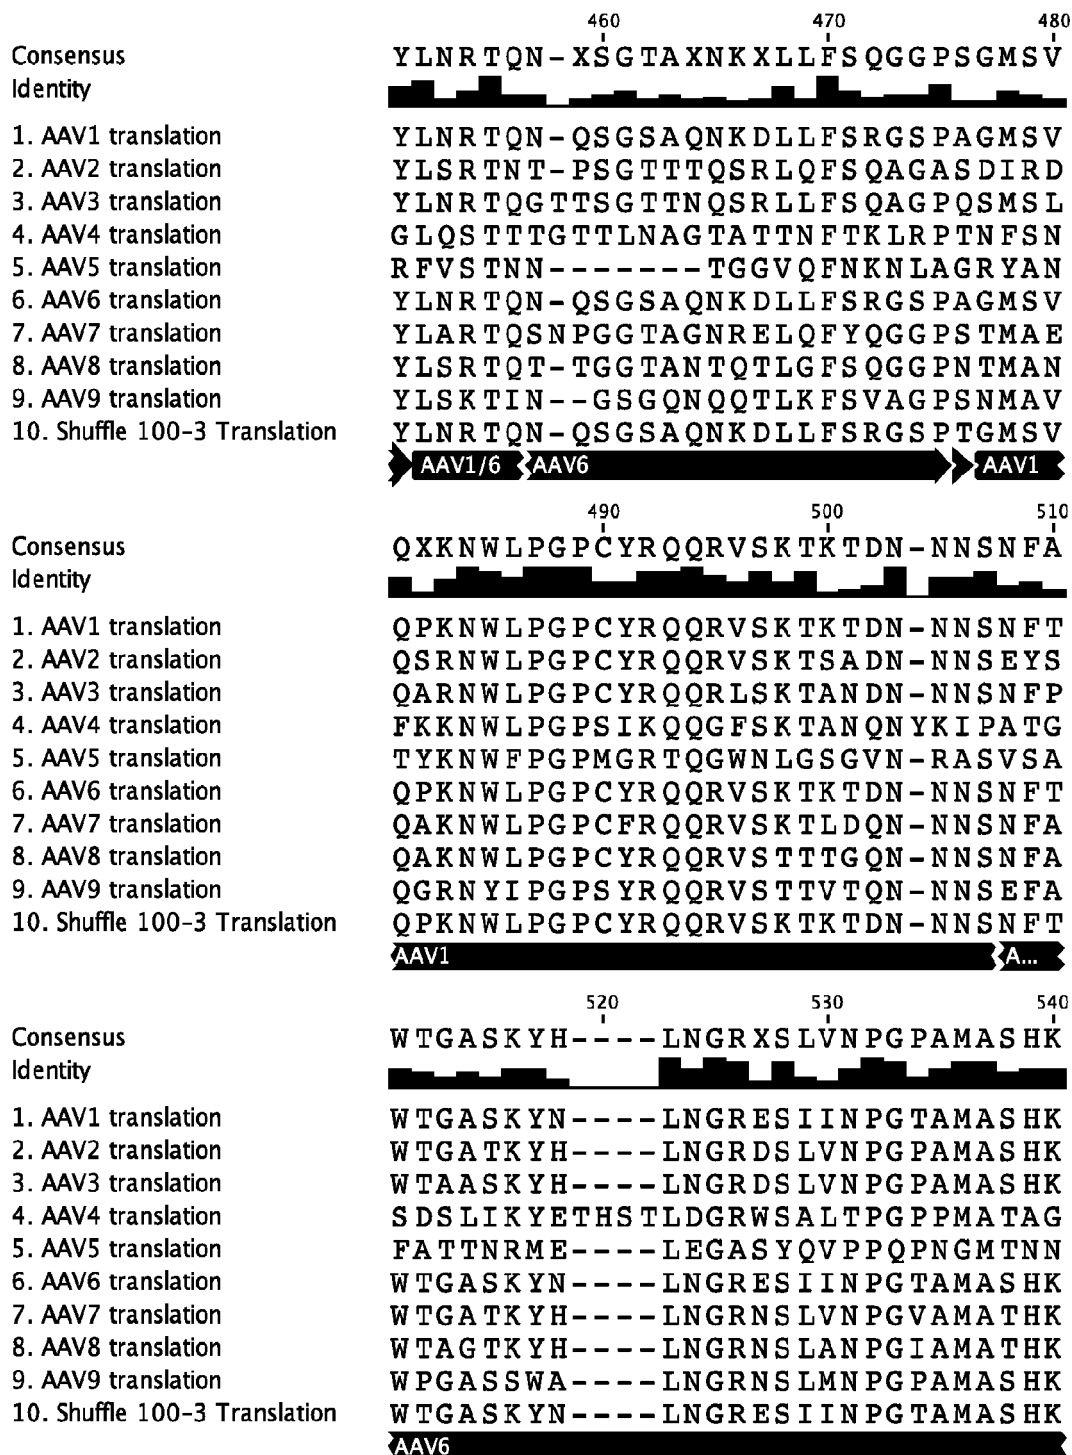 460 470 480
Consensus YLNRTQN-XSGTAXNKXLLFSQGGPSGMSV
Identity
1. AAV1 translation YLNRTQN-QSGSAQNKDLLFSRGSPAGMSV
2. AAV2 translation YLSRTNT-PSGTTTQSRLQFSQAGASDIRD
3. AAV3 translation YLNRTQGTTSGTTNQSRLLFSQAGPQSMSL
4. AAV4 translation GLQSTTTGTTLNAGTATTNFTKLRPTNFSN
5. AAV5 translation RFVSTNN-------TGGVQFNKNLAGRYAN
6. AAV6 translation YLNRTQN-QSGSAQNKDLLFSRGSPAGMSV
7. AAV7 translation YLARTQSNPGGTAGNRELQFYQGGPSTMAE
8. AAV8 translation YLSRTQT-TGGTANTQTLGFSQGGPNTMAN
9. AAV9 translation YLSKTIN--GSGQNQQTLKFSVAGPSNMAV
10. Shuffle 100-3 Translation YLNRTQN-QSGSAQNKDLLFSRGSPTGMSV
AAV1/6 AAV6 AAV1
490 500 510
Consensus QXKNWLPGPCYRQQRVSKTKTDN-NNSNFA
Identity
1. AAV1 translation QPKNWLPGPCYRQQRVSKTKTDN-NNSNFT
2. AAV2 translation QSRNWLPGPCYRQQRVSKTSADN-NNSEYS
3. AAV3 translation QARNWLPGPCYRQQRLSKTANDN-NNSNFP
4. AAV4 translation FKKNWLPGPSIKQQGFSKTANQNYKIPATG
5. AAV5 translation TYKNWFPGPMGRTQGWNLGSGVN-RASVSA
6. AAV6 translation QPKNWLPGPCYRQQRVSKTKTDN-NNSNFT
7. AAV7 translation QAKNWLPGPCFRQQRVSKTLDQN-NNSNFA
8. AAV8 translation QAKNWLPGPCYRQQRVSTTTGQN-NNSNFA
9. AAV9 translation QGRNYIPGPSYRQQRVSTTVTQN-NNSEFA
10. Shuffle 100-3 Translation QPKNWLPGPCYRQQRVSKTKTDN-NNSNFT
AAV1 A...
520 530 540
Consensus WTGASKYH----LNGRXSLVNPGPAMASHK
Identity
1. AAV1 translation WTGASKYN----LNGRESIINPGTAMASHK
2. AAV2 translation WTGATKYH----LNGRDSLVNPGPAMASHK
3. AAV3 translation WTAASKYH----LNGRDSLVNPGPAMASHK
4. AAV4 translation SDSLIKYETHSTLDGRWSALTPGPPMATAG
5. AAV5 translation FATTNRME----LEGASYQVPPQPNGMTNN
6. AAV6 translation WTGASKYN----LNGRESIINPGTAMASHK
7. AAV7 translation WTGATKYH----LNGRNSLVNPGVAMATHK
8. AAV8 translation WTAGTKYH----LNGRNSLANPGIAMATHK
9. AAV9 translation WPGASSWA----LNGRNSLMNPGPAMASHK
10. Shuffle 100-3 Translation WTGASKYN----LNGRESIINPGTAMASHK
AAV6